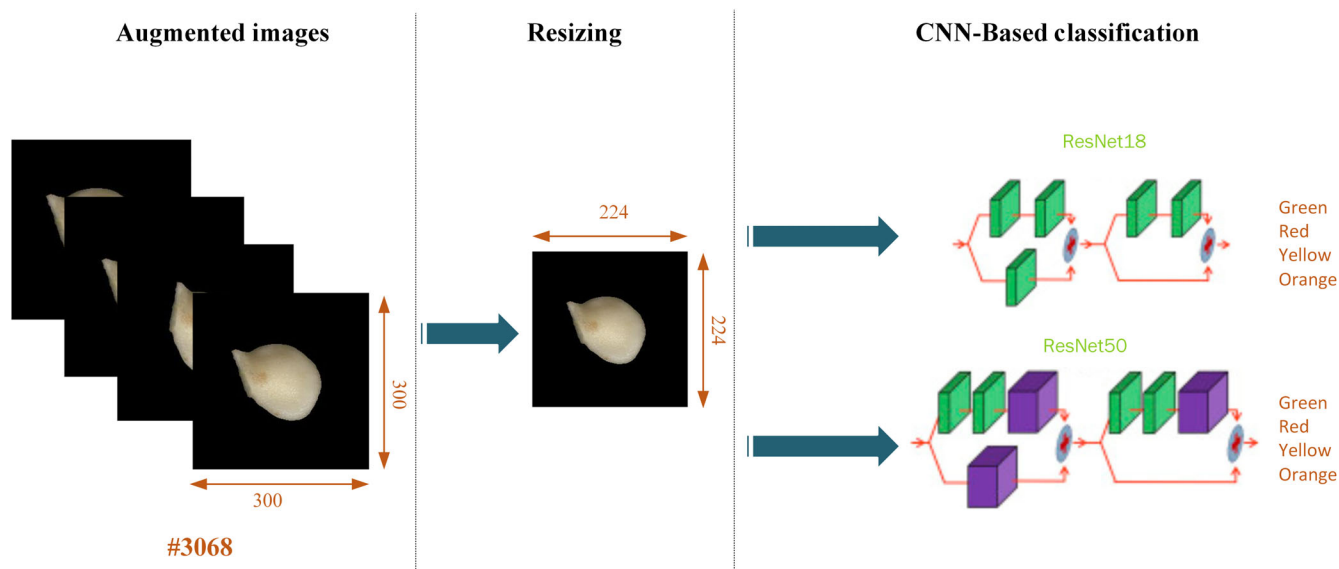 Augmented images
Resizing
CNN-Based classification
ResNet18
Green
Red
Yellow
Orange
224
224
300
300
#3068
ResNet50
Green
Red
Yellow
Orange